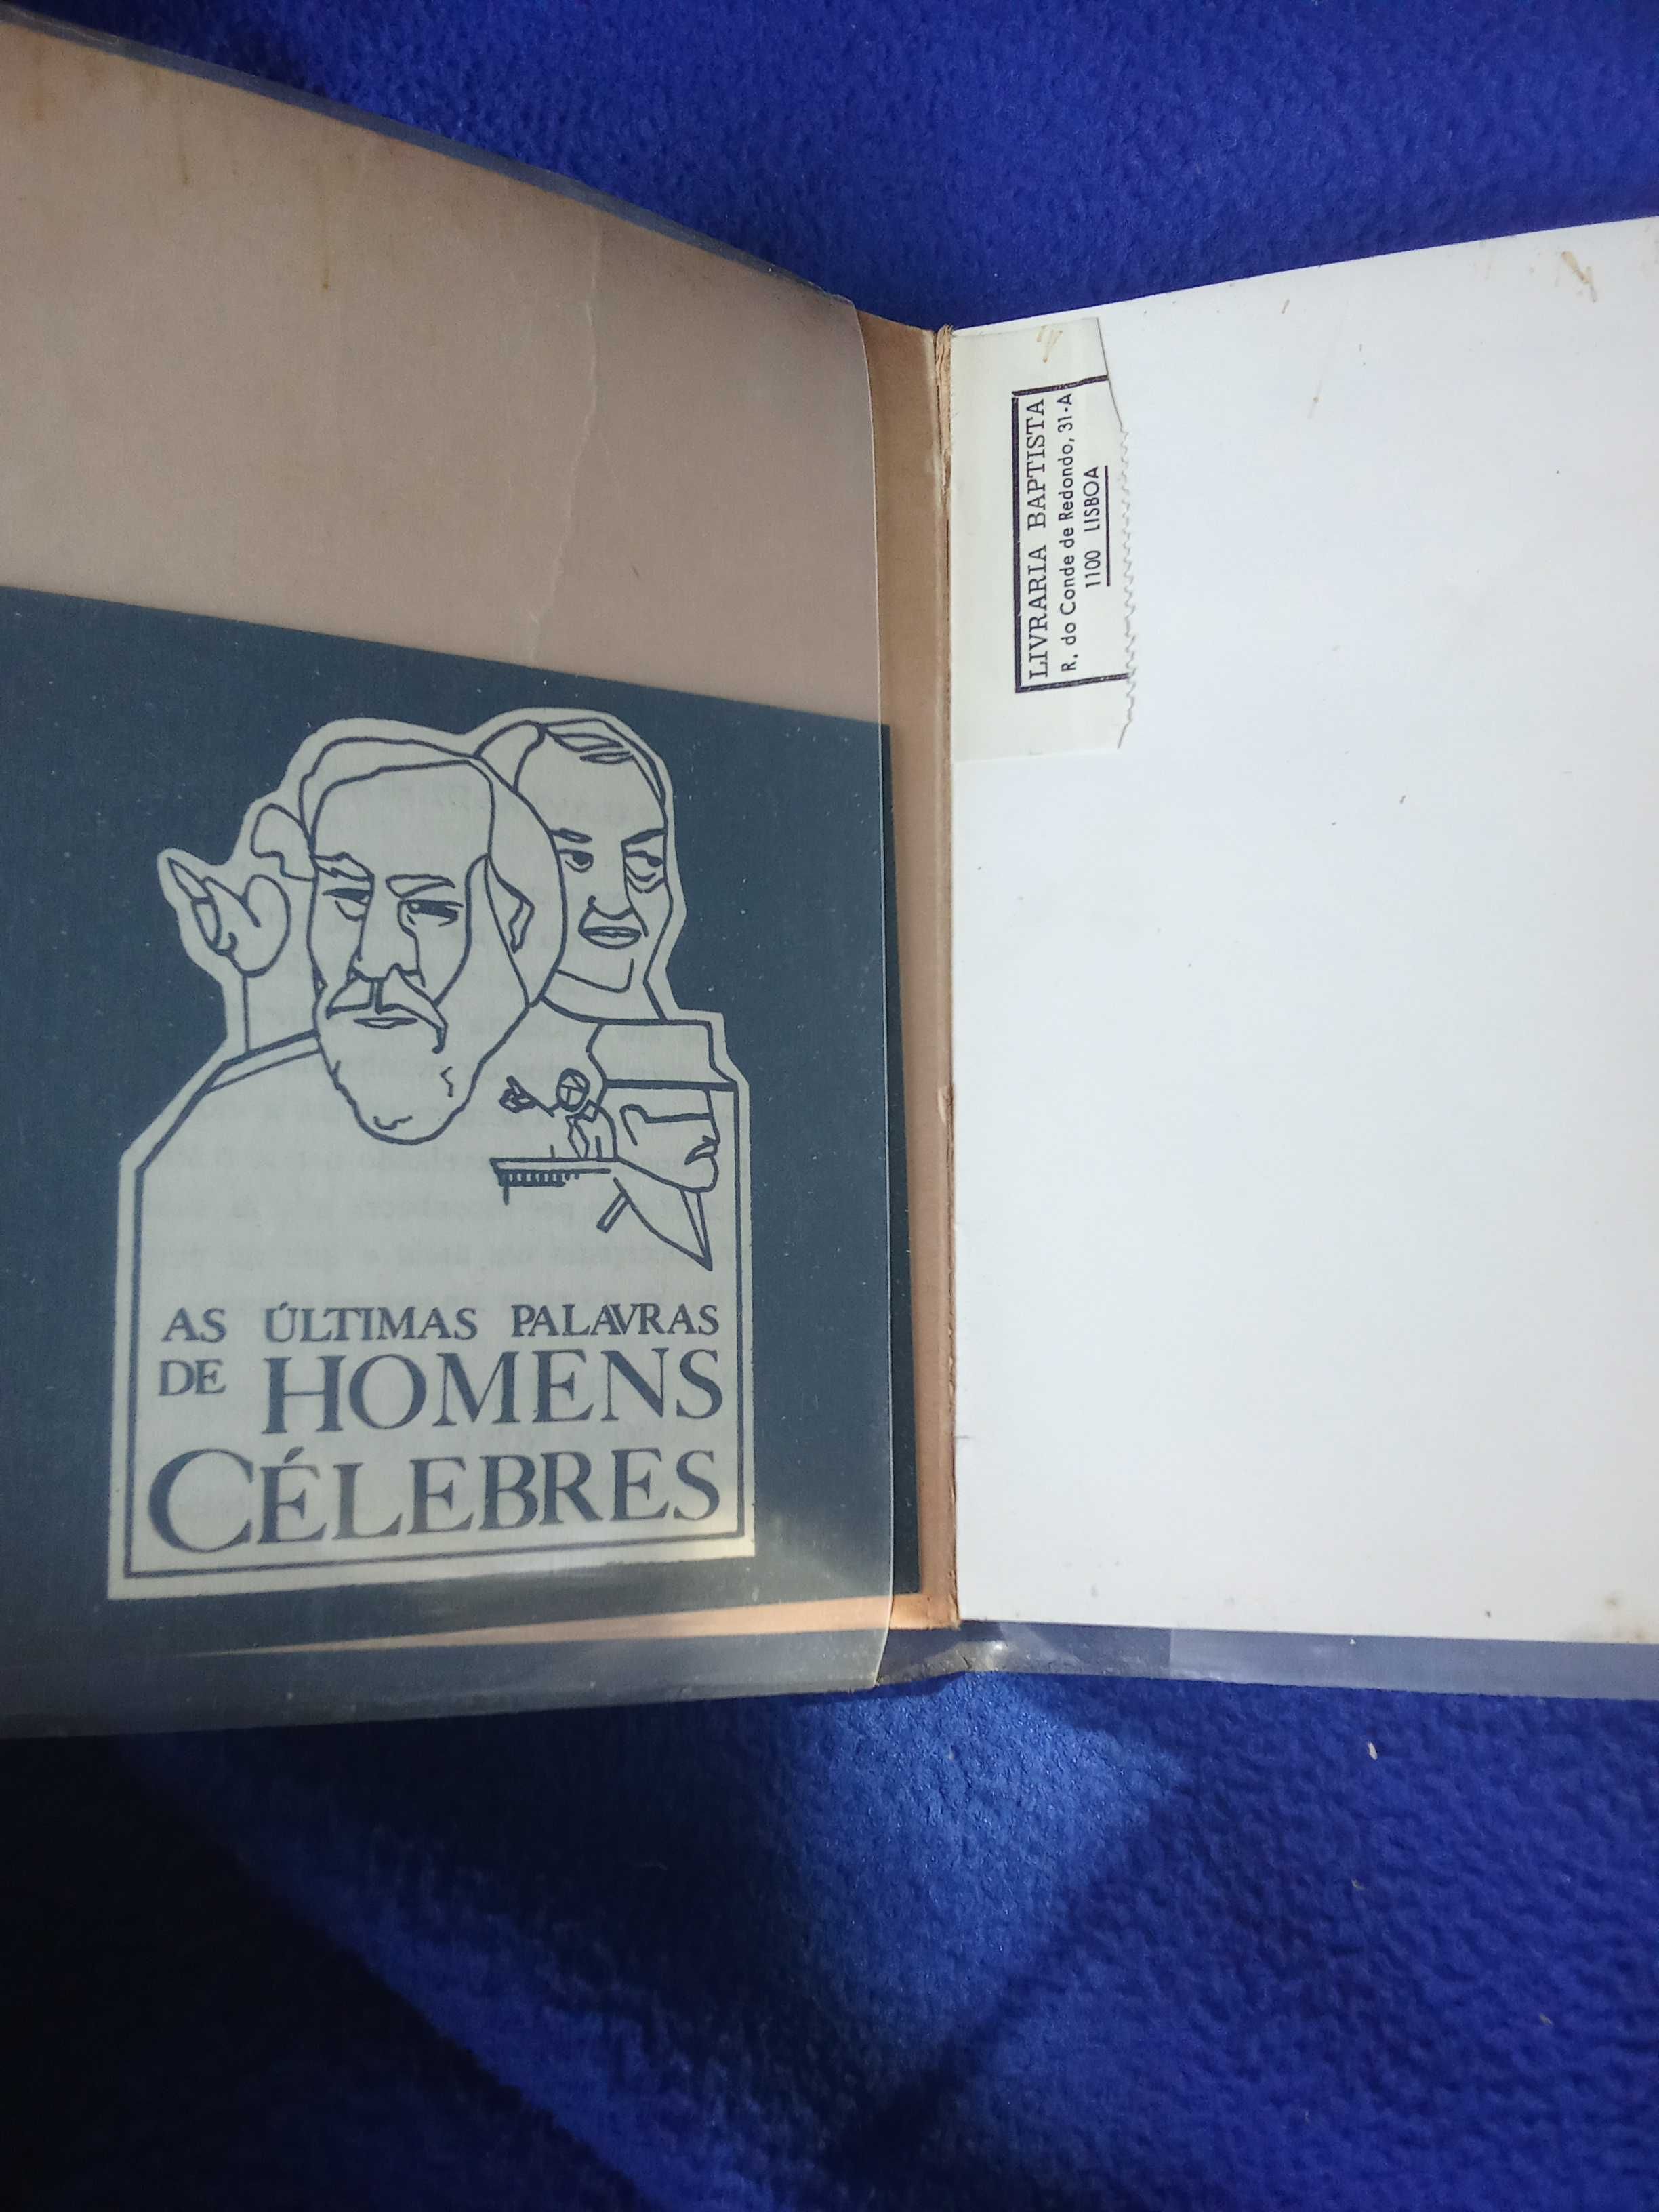 AS ÚLTIMAS PALAVRAS
DE HOMENS
CÉLEBRES
LIVRARIA BAPTISTA
R. do Conde de Redondo, 31-A
1100 LISBOA